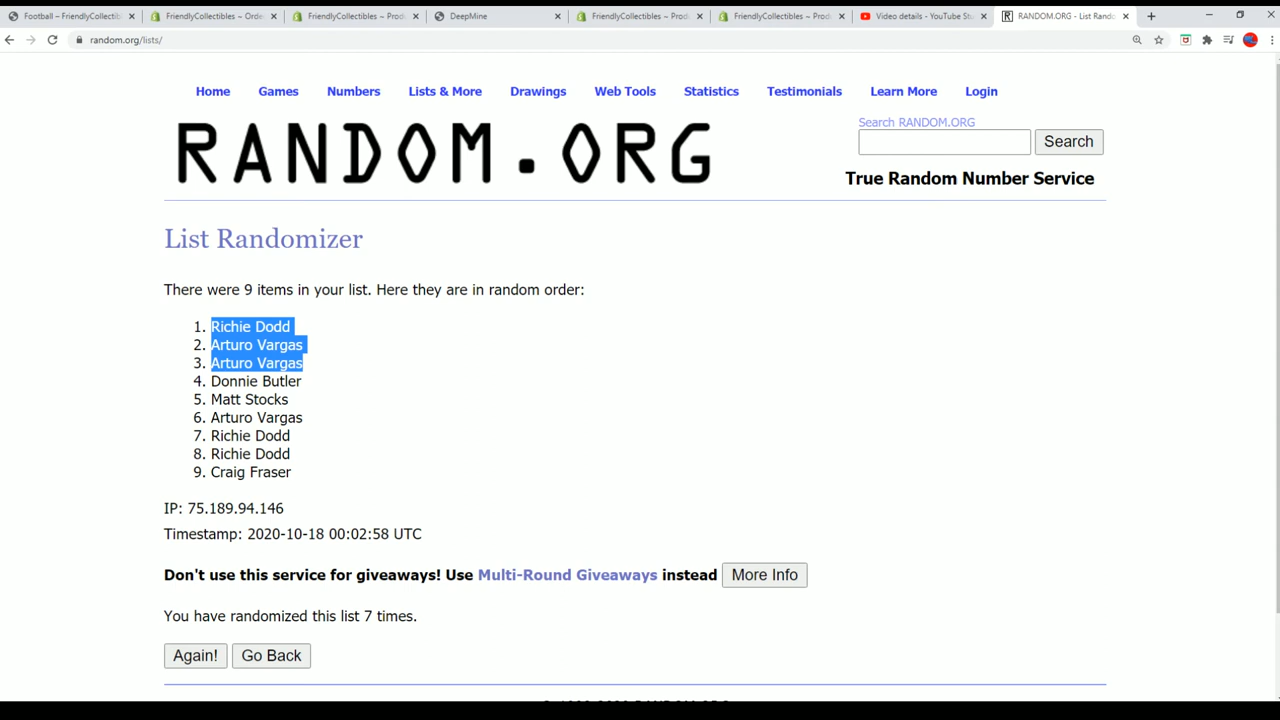 Football ~ FriendlyCollectibles ~
FriendlyCollectibles ~ Orde
FriendlyCollectibles ~ Produ
DeepMine
FriendlyCollectibles ~ Produ
FriendlyCollectibles ~ Produ
Video details - YouTube Stu
RANDOM.ORG - List Rando
random.org/lists/
Home Games Numbers Lists & More Drawings Web Tools Statistics Testimonials Learn More Login
RANDOM.ORG
Search RANDOM.ORG
Search
True Random Number Service
List Randomizer
There were 9 items in your list. Here they are in random order:
1. Richie Dodd
2. Arturo Vargas
3. Arturo Vargas
4. Donnie Butler
5. Matt Stocks
6. Arturo Vargas
7. Richie Dodd
8. Richie Dodd
9. Craig Fraser
IP: 75.189.94.146
Timestamp: 2020-10-18 00:02:58 UTC
Don't use this service for giveaways! Use Multi-Round Giveaways instead More Info
You have randomized this list 7 times.
Again! Go Back